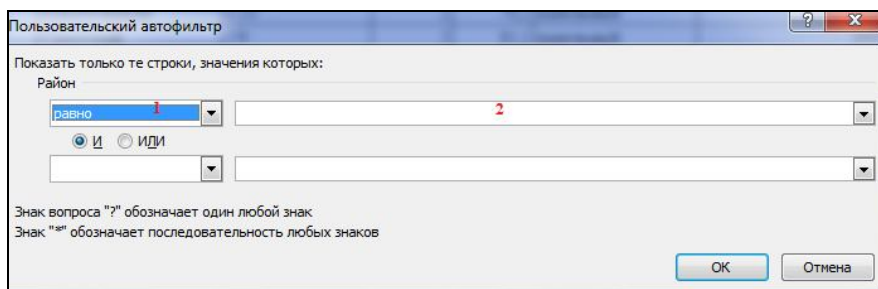 Пользовательский автофильтр
Показать только те строки, значения которых:
Район
равно 1 2
И ИЛИ
Знак вопроса "?" обозначает один любой знак
Знак "*" обозначает последовательность любых знаков
ОК Отмена